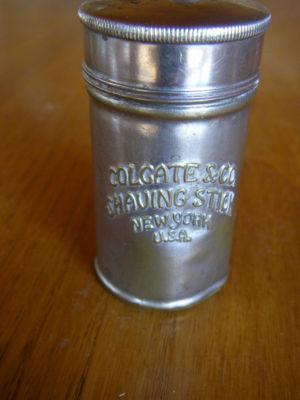 COLGATE & CO.
SHAVING STICK
NEW YORK
U.S.A.